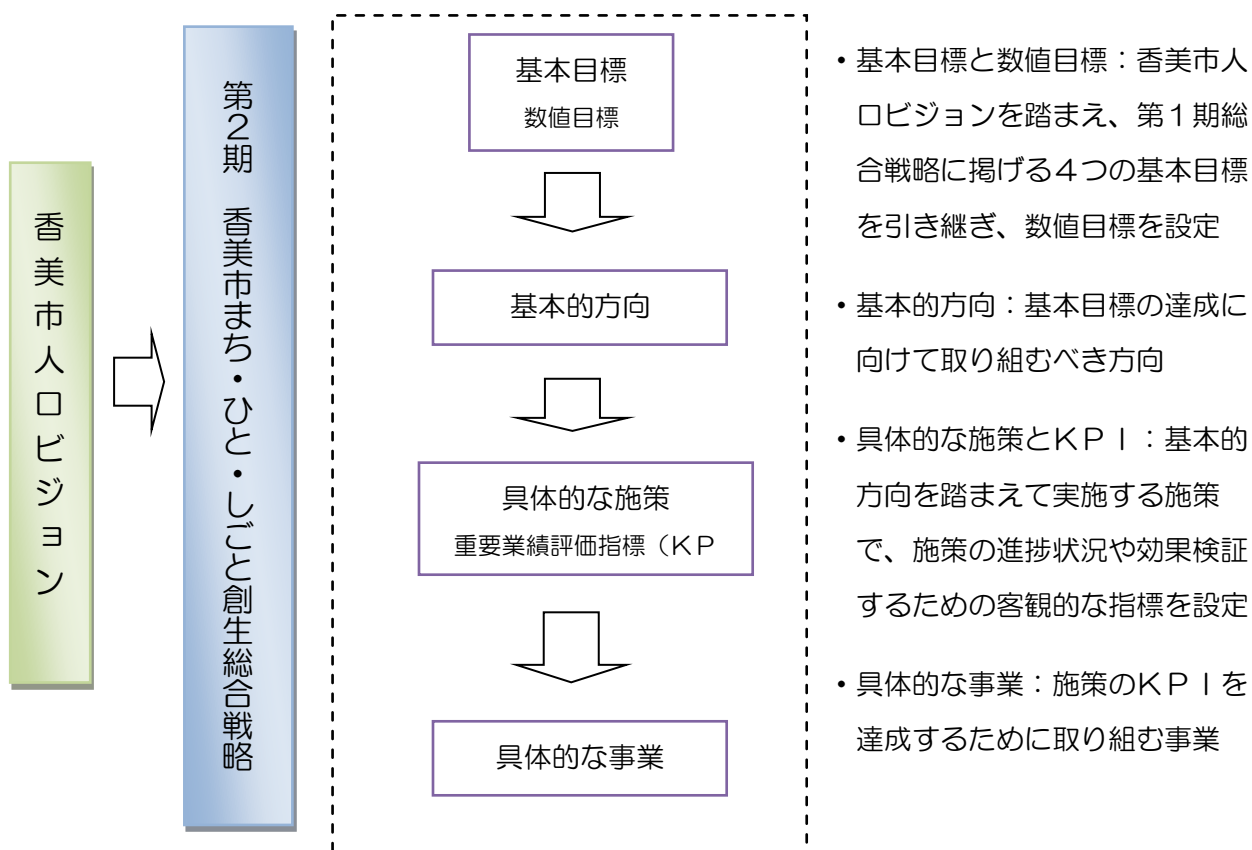 香美市人口ビジョン
第2期　香美市まち・ひと・しごと創生総合戦略
基本目標
数値目標
基本的方向
具体的な施策
重要業績評価指標（ＫＰ
具体的な事業
・基本目標と数値目標：香美市人
口ビジョンを踏まえ、第１期総
合戦略に掲げる４つの基本目標
を引き継ぎ、数値目標を設定
・基本的方向：基本目標の達成に
向けて取り組むべき方向
・具体的な施策とＫＰＩ：基本的
方向を踏まえて実施する施策
で、施策の進捗状況や効果検証
するための客観的な指標を設定
・具体的な事業：施策のＫＰＩを
達成するために取り組む事業